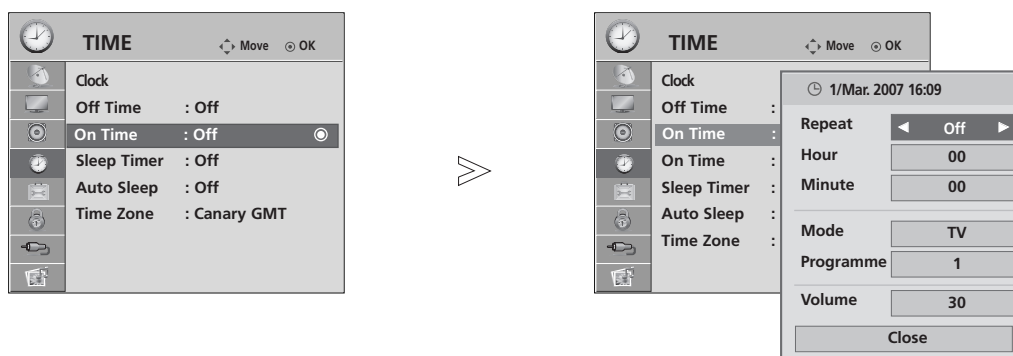 TIME Move OK
Clock
Off Time : Off
On Time : Off
Sleep Timer : Off
Auto Sleep : Off
Time Zone : Canary GMT
TIME Move OK
Clock
Off Time :
On Time :
On Time :
Sleep Timer :
Auto Sleep :
Time Zone :
1/Mar. 2007 16:09
Repeat ◀ Off ▶
Hour 00
Minute 00
Mode TV
Programme 1
Volume 30
Close